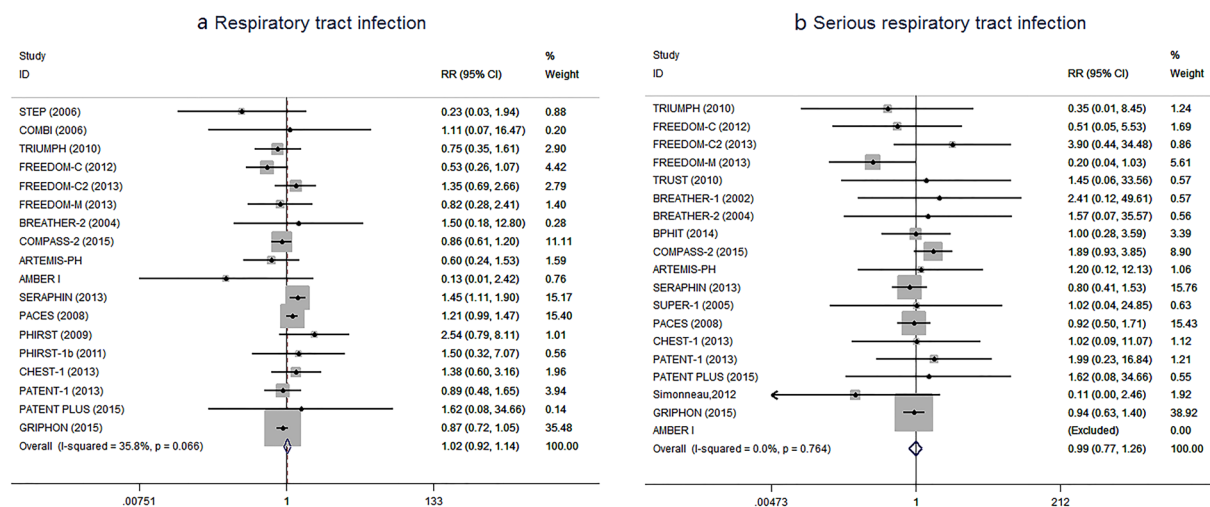 a Respiratory tract infection
Study %
ID RR (95% CI) Weight
STEP (2006) 0.23 (0.03, 1.94) 0.88
COMBI (2006) 1.11 (0.07, 16.47) 0.20
TRIUMPH (2010) 0.75 (0.35, 1.61) 2.90
FREEDOM-C (2012) 0.53 (0.26, 1.07) 4.42
FREEDOM-C2 (2013) 1.35 (0.69, 2.66) 2.79
FREEDOM-M (2013) 0.82 (0.28, 2.41) 1.40
BREATHER-2 (2004) 1.50 (0.18, 12.80) 0.28
COMPASS-2 (2015) 0.86 (0.61, 1.20) 11.11
ARTEMIS-PH 0.60 (0.24, 1.53) 1.59
AMBER I 0.13 (0.01, 2.42) 0.76
SERAPHIN (2013) 1.45 (1.11, 1.90) 15.17
PACES (2008) 1.21 (0.99, 1.47) 15.40
PHIRST (2009) 2.54 (0.79, 8.11) 1.01
PHIRST-1b (2011) 1.50 (0.32, 7.07) 0.56
CHEST-1 (2013) 1.38 (0.60, 3.16) 1.96
PATENT-1 (2013) 0.89 (0.48, 1.65) 3.94
PATENT PLUS (2015) 1.62 (0.08, 34.66) 0.14
GRIPHON (2015) 0.87 (0.72, 1.05) 35.48
Overall (I-squared = 35.8%, p = 0.066) 1.02 (0.92, 1.14) 100.00
.00751 1 133
b Serious respiratory tract infection
Study %
ID RR (95% CI) Weight
TRIUMPH (2010) 0.35 (0.01, 8.45) 1.24
FREEDOM-C (2012) 0.51 (0.05, 5.53) 1.69
FREEDOM-C2 (2013) 3.90 (0.44, 34.48) 0.86
FREEDOM-M (2013) 0.20 (0.04, 1.03) 5.61
TRUST (2010) 1.45 (0.06, 33.56) 0.57
BREATHER-1 (2002) 2.41 (0.12, 49.61) 0.57
BREATHER-2 (2004) 1.57 (0.07, 35.57) 0.56
BPHIT (2014) 1.00 (0.28, 3.59) 3.39
COMPASS-2 (2015) 1.89 (0.93, 3.85) 8.90
ARTEMIS-PH 1.20 (0.12, 12.13) 1.06
SERAPHIN (2013) 0.80 (0.41, 1.53) 15.76
SUPER-1 (2005) 1.02 (0.04, 24.85) 0.63
PACES (2008) 0.92 (0.50, 1.71) 15.43
CHEST-1 (2013) 1.02 (0.09, 11.07) 1.12
PATENT-1 (2013) 1.99 (0.23, 16.84) 1.21
PATENT PLUS (2015) 1.62 (0.08, 34.66) 0.55
Simonneau,2012 0.11 (0.00, 2.46) 1.92
GRIPHON (2015) 0.94 (0.63, 1.40) 38.92
AMBER I (Excluded) 0.00
Overall (I-squared = 0.0%, p = 0.764) 0.99 (0.77, 1.26) 100.00
.00473 1 212